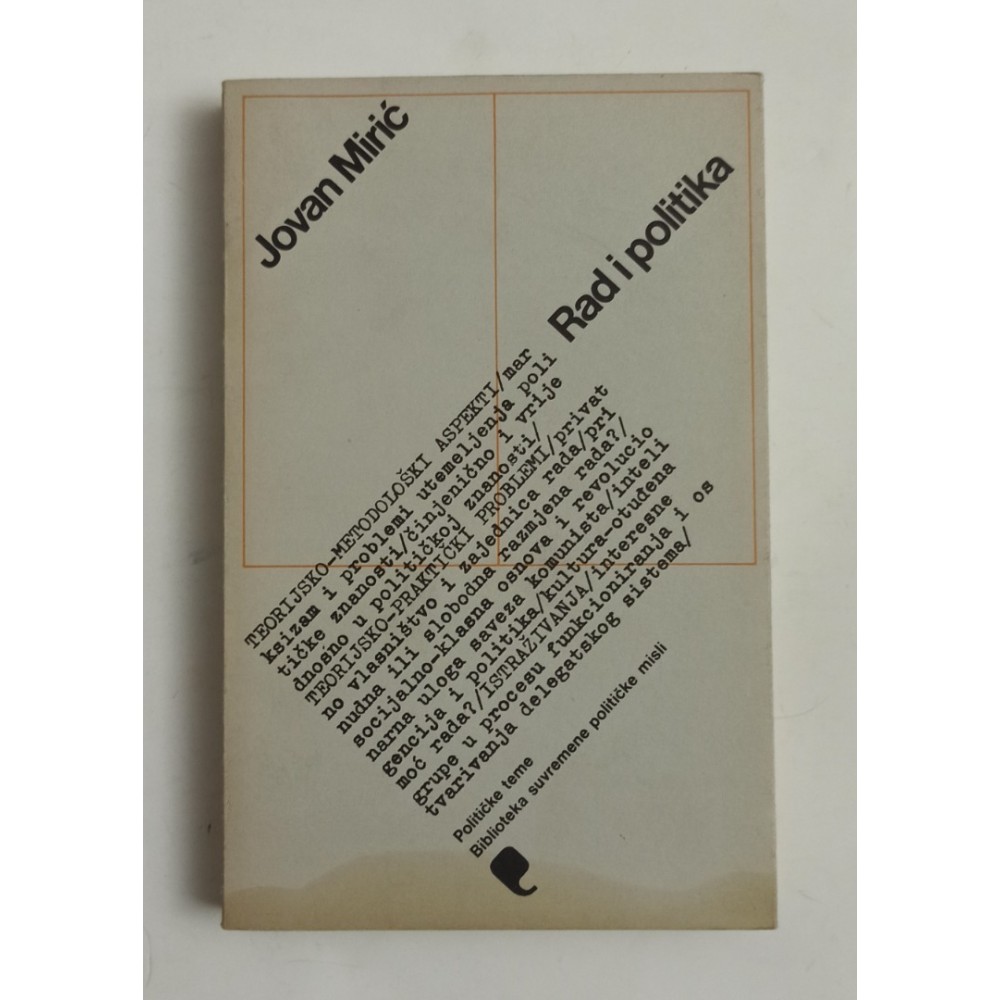 Jovan Mirić
Rad i politika
TEORIJSKO-METODOLOŠKI ASPEKTI/mar
ksizam i problemi utemeljenja poli
tičke znanosti/činjenično i vrije
dnosno u političkoj znanosti/
TEORIJSKO-PRAKTIČKI PROBLEMI/privat
no vlasništvo i zajednica rada/pri
nudna ili slobodna razmjena rada?/
socijalno-klasna osnova i revolucio
narna uloga saveza komunista/inteli
gencija i politika/kultura-otuđena
moć rada?/ISTRAŽIVANJA/interesne
grupe u procesu funkcioniranja i os
tvarivanja delegatskog sistema/
Političke teme
Biblioteka suvremene političke misli